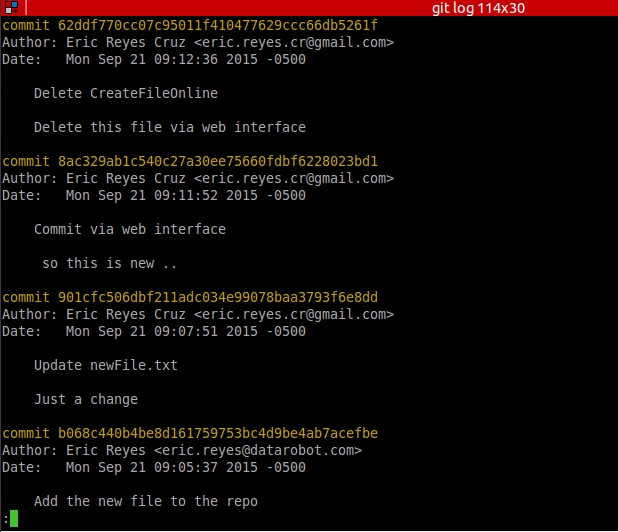 git log 114x30
commit 62ddf770cc07c95011f410477629ccc66db5261f
Author: Eric Reyes Cruz <eric.reyes.cr@gmail.com>
Date:   Mon Sep 21 09:12:36 2015 -0500
Delete CreateFileOnline
Delete this file via web interface
commit 8ac329ab1c540c27a30ee75660fdbf6228023bd1
Author: Eric Reyes Cruz <eric.reyes.cr@gmail.com>
Date:   Mon Sep 21 09:11:52 2015 -0500
Commit via web interface
so this is new ..
commit 901cfc506dbf211adc034e99078baa3793f6e8dd
Author: Eric Reyes Cruz <eric.reyes.cr@gmail.com>
Date:   Mon Sep 21 09:07:51 2015 -0500
Update newFile.txt
Just a change
commit b068c440b4be8d161759753bc4d9be4ab7acefbe
Author: Eric Reyes <eric.reyes@datarobot.com>
Date:   Mon Sep 21 09:05:37 2015 -0500
Add the new file to the repo
: